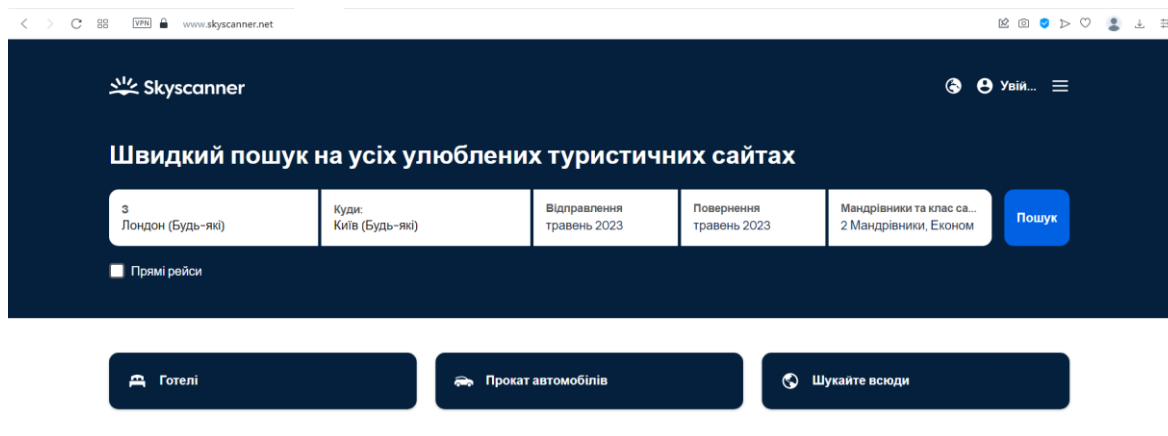 VPN www.skyscanner.net
Skyscanner
Увій...
Швидкий пошук на усіх улюблених туристичних сайтах
З
Лондон (Будь-які)
Куди:
Київ (Будь-які)
Відправлення
травень 2023
Повернення
травень 2023
Мандрівники та клас са...
2 Мандрівники, Економ
Пошук
Прямі рейси
Готелі
Прокат автомобілів
Шукайте всюди